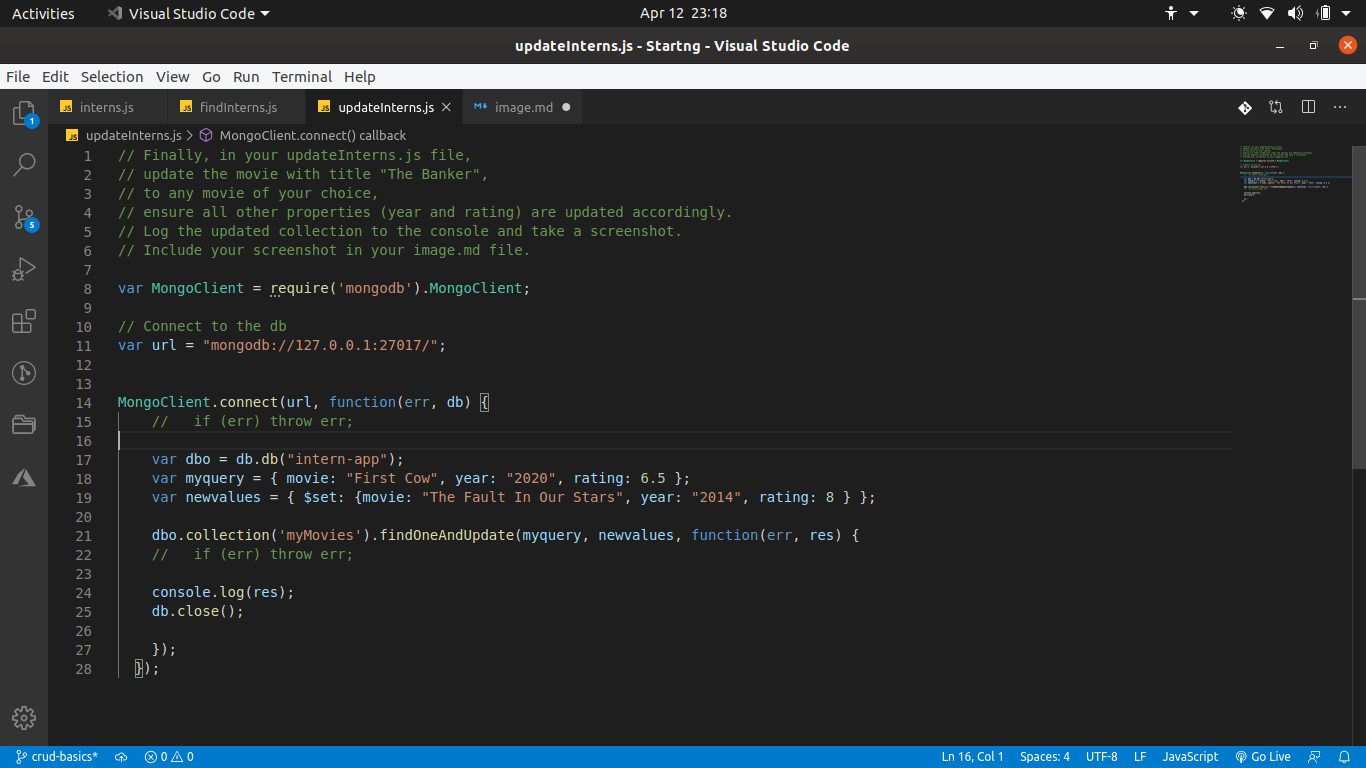 Activities Visual Studio Code Apr 12 23:18
updateInterns.js - Startng - Visual Studio Code
File Edit Selection View Go Run Terminal Help
JS interns.js JS findInterns.js JS updateInterns.js M image.md
JS updateInterns.js > MongoClient.connect() callback
1 // Finally, in your updateInterns.js file,
2 // update the movie with title "The Banker",
3 // to any movie of your choice,
4 // ensure all other properties (year and rating) are updated accordingly.
5 // Log the updated collection to the console and take a screenshot.
6 // Include your screenshot in your image.md file.
7
8 var MongoClient = require('mongodb').MongoClient;
9
10 // Connect to the db
11 var url = "mongodb://127.0.0.1:27017/";
12
13
14 MongoClient.connect(url, function(err, db) {
15 //   if (err) throw err;
16
17 var dbo = db.db("intern-app");
18 var myquery = { movie: "First Cow", year: "2020", rating: 6.5 };
19 var newvalues = { $set: {movie: "The Fault In Our Stars", year: "2014", rating: 8 } };
20
21 dbo.collection('myMovies').findOneAndUpdate(myquery, newvalues, function(err, res) {
22 //   if (err) throw err;
23
24 console.log(res);
25 db.close();
26
27 });
28 });
1
5
crud-basics* 0 0 Ln 16, Col 1 Spaces: 4 UTF-8 LF JavaScript Go Live